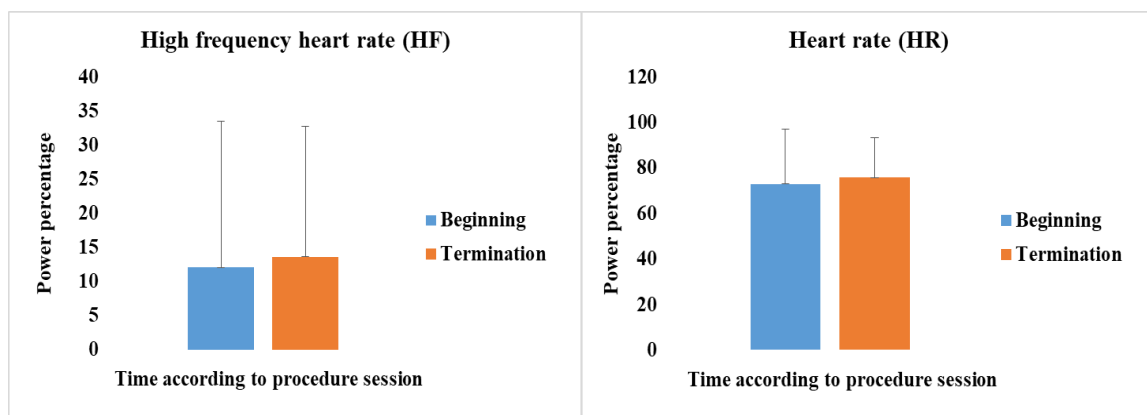 High frequency heart rate (HF)
Power percentage
40
35
30
25
20
15
10
5
0
Beginning
Termination
Time according to procedure session
Heart rate (HR)
Power percentage
120
100
80
60
40
20
0
Beginning
Termination
Time according to procedure session